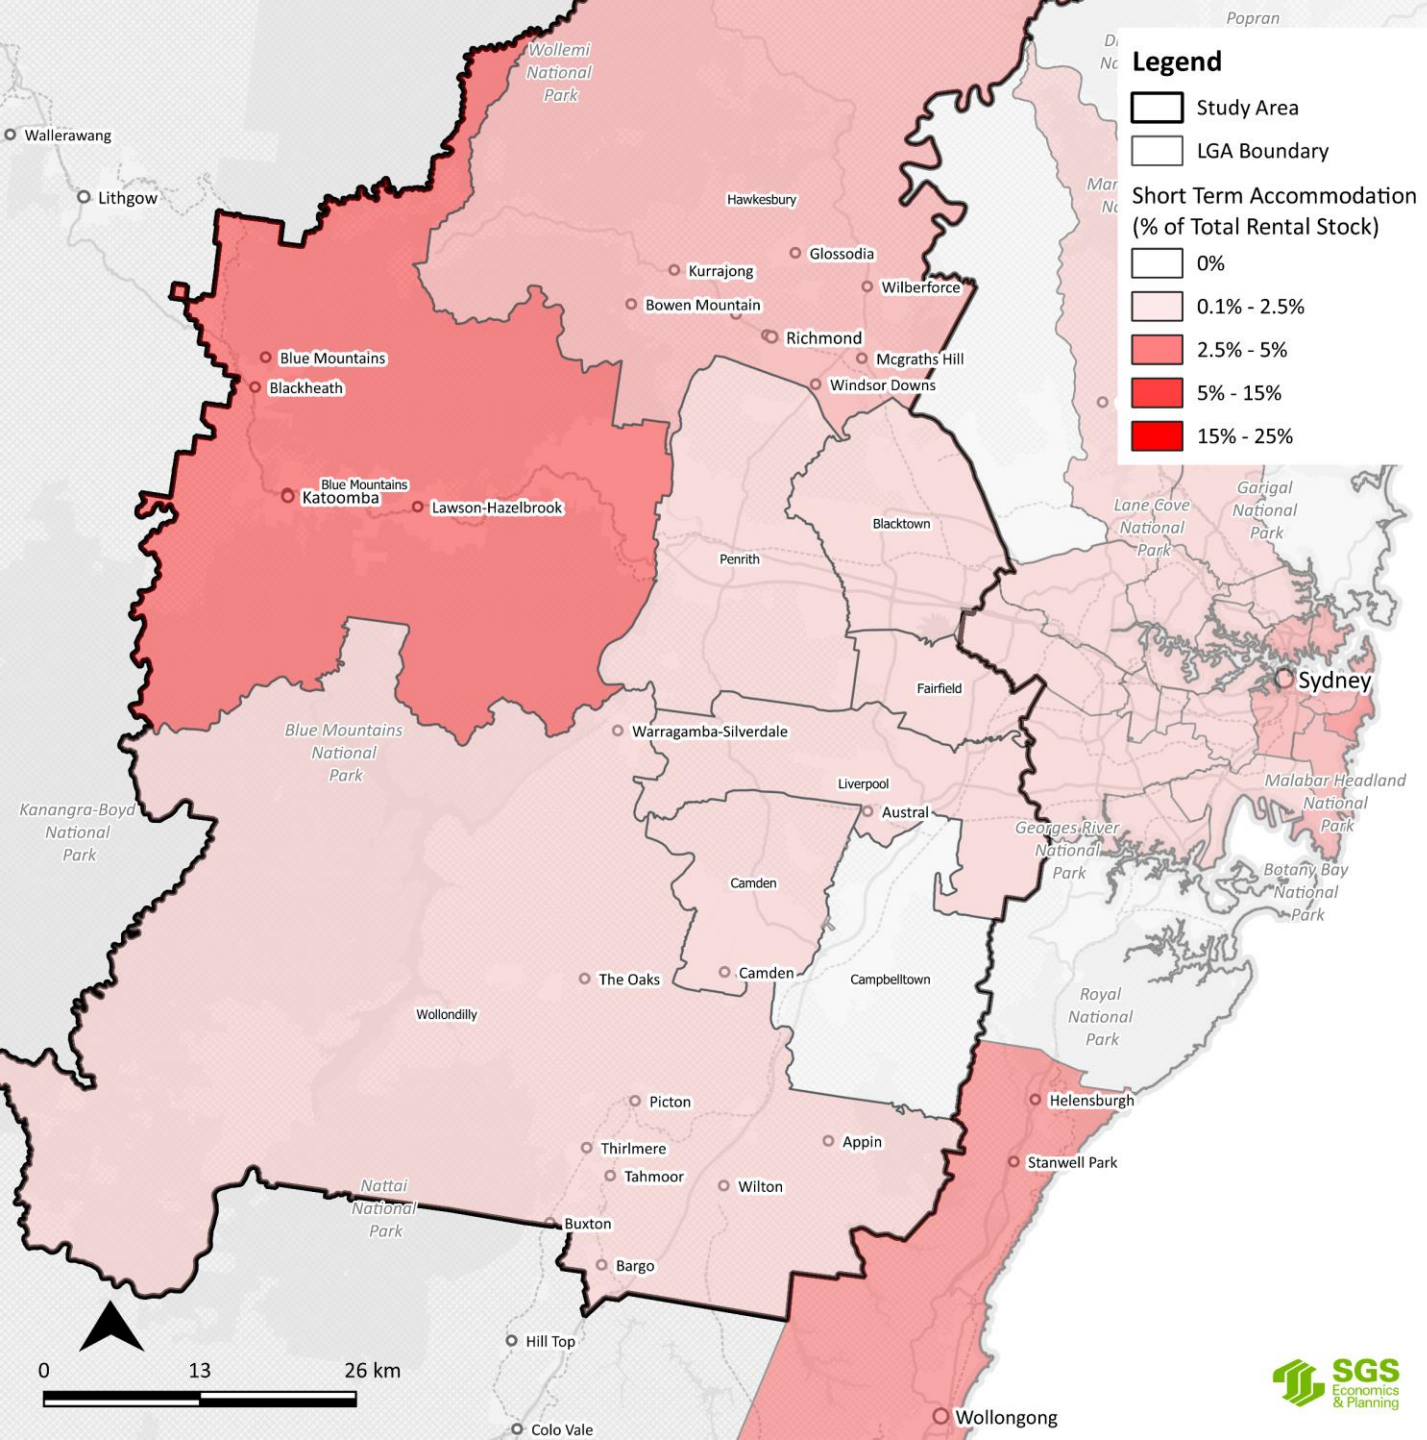 Popran
Wollemi
National
Park
Legend
Study Area
LGA Boundary
Short Term Accommodation
(% of Total Rental Stock)
0%
0.1% - 2.5%
2.5% - 5%
5% - 15%
15% - 25%
Wallerawang
Lithgow
Hawkesbury
Glossodia
Kurrajong
Wilberforce
Bowen Mountain
Richmond
Mcgraths Hill
Windsor Downs
Blue Mountains
Blackheath
Blue Mountains
Katoomba
Lawson-Hazelbrook
Blacktown
Penrith
Lane Cove
National
Park
Garigal
National
Park
Sydney
Fairfield
Blue Mountains
National
Park
Warragamba-Silverdale
Liverpool
Austral
Malabar Headland
National
Park
Kanangra-Boyd
National
Park
Georges River
National
Park
Botany Bay
National
Park
Camden
Camden
The Oaks
Campbelltown
Wollondilly
Royal
National
Park
Picton
Helensburgh
Thirlmere
Appin
Tahmoor
Wilton
Stanwell Park
Nattai
National
Park
Buxton
Bargo
Hill Top
Colo Vale
Wollongong
0 13 26 km
SGS
Economics
& Planning